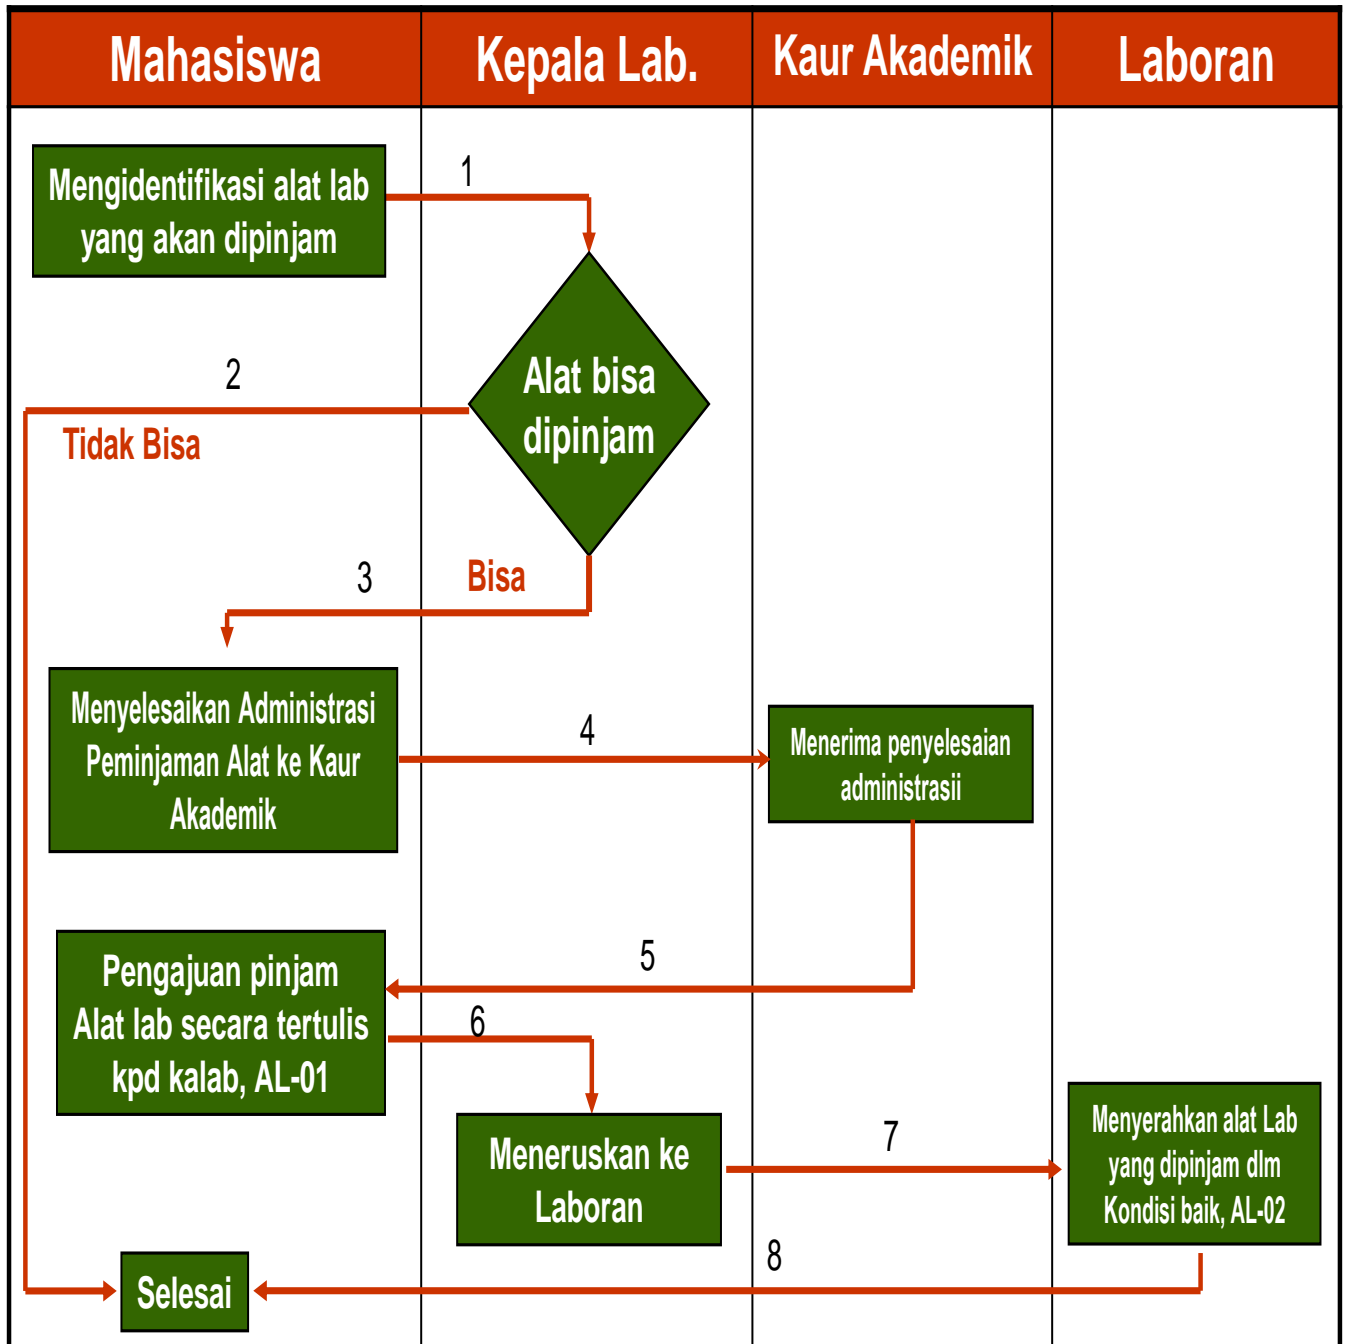 Mahasiswa
Kepala Lab.
Kaur Akademik
Laboran
Mengidentifikasi alat lab
yang akan dipinjam
1
Alat bisa
dipinjam
2
Tidak Bisa
3
Bisa
Menyelesaikan Administrasi
Peminjaman Alat ke Kaur
Akademik
4
Menerima penyelesaian
administrasii
5
Pengajuan pinjam
Alat lab secara tertulis
kpd kalab, AL-01
6
Meneruskan ke
Laboran
7
Menyerahkan alat Lab
yang dipinjam dlm
Kondisi baik, AL-02
8
Selesai